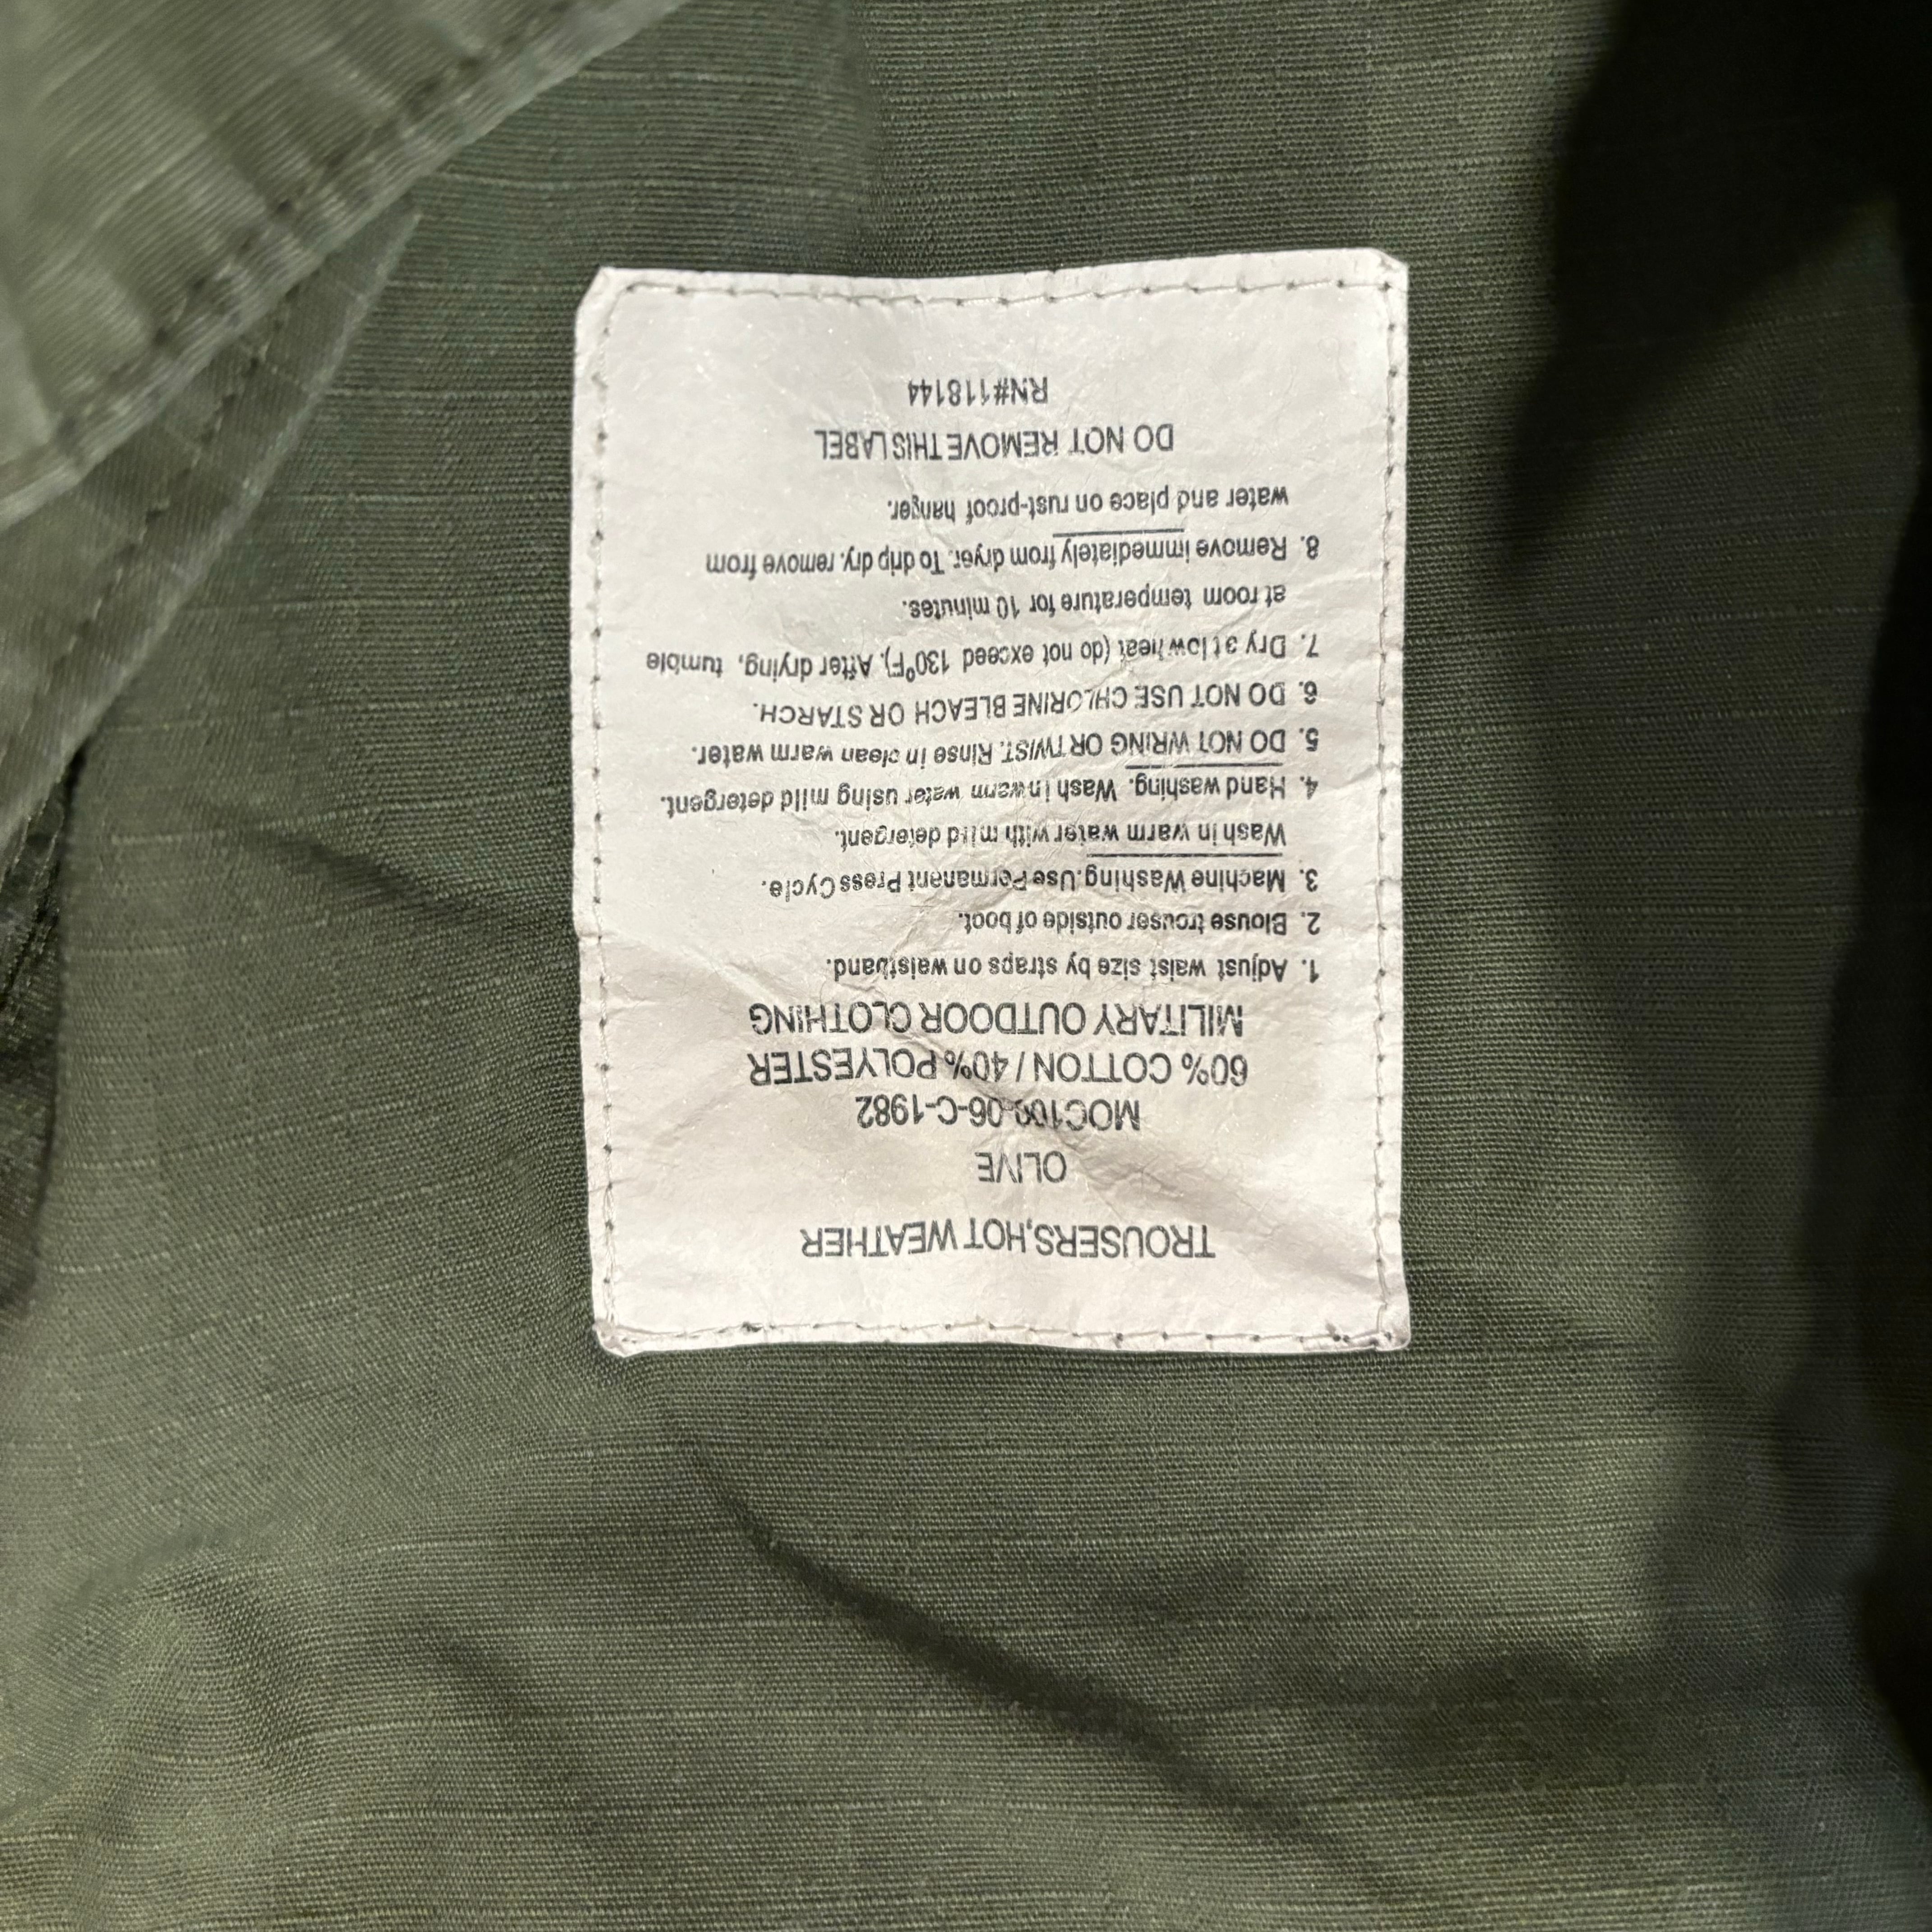 TROUSERS,HOT WEATHER
OLIVE
MOC100-06-C-1982
60% COTTON / 40% POLYESTER
MILITARY OUTDOOR CLOTHING
1. Adjust waist size by straps on waistband.
2. Blouse trouser outside of boot.
3. Machine Washing.Use Permanent Press Cycle.
Wash in warm water with mild detergent.
4. Hand washing. Wash in warm water using mild detergent.
5. DO NOT WRING OR TWIST. Rinse in clean warm water.
6. DO NOT USE CHLORINE BLEACH OR STARCH.
7. Dry at low heat (do not exceed 130°F). After drying, tumble
at room temperature for 10 minutes.
8. Remove immediately from dryer. To drip dry. remove from
water and place on rust-proof hanger.
DO NOT REMOVE THIS LABEL
RN#118144